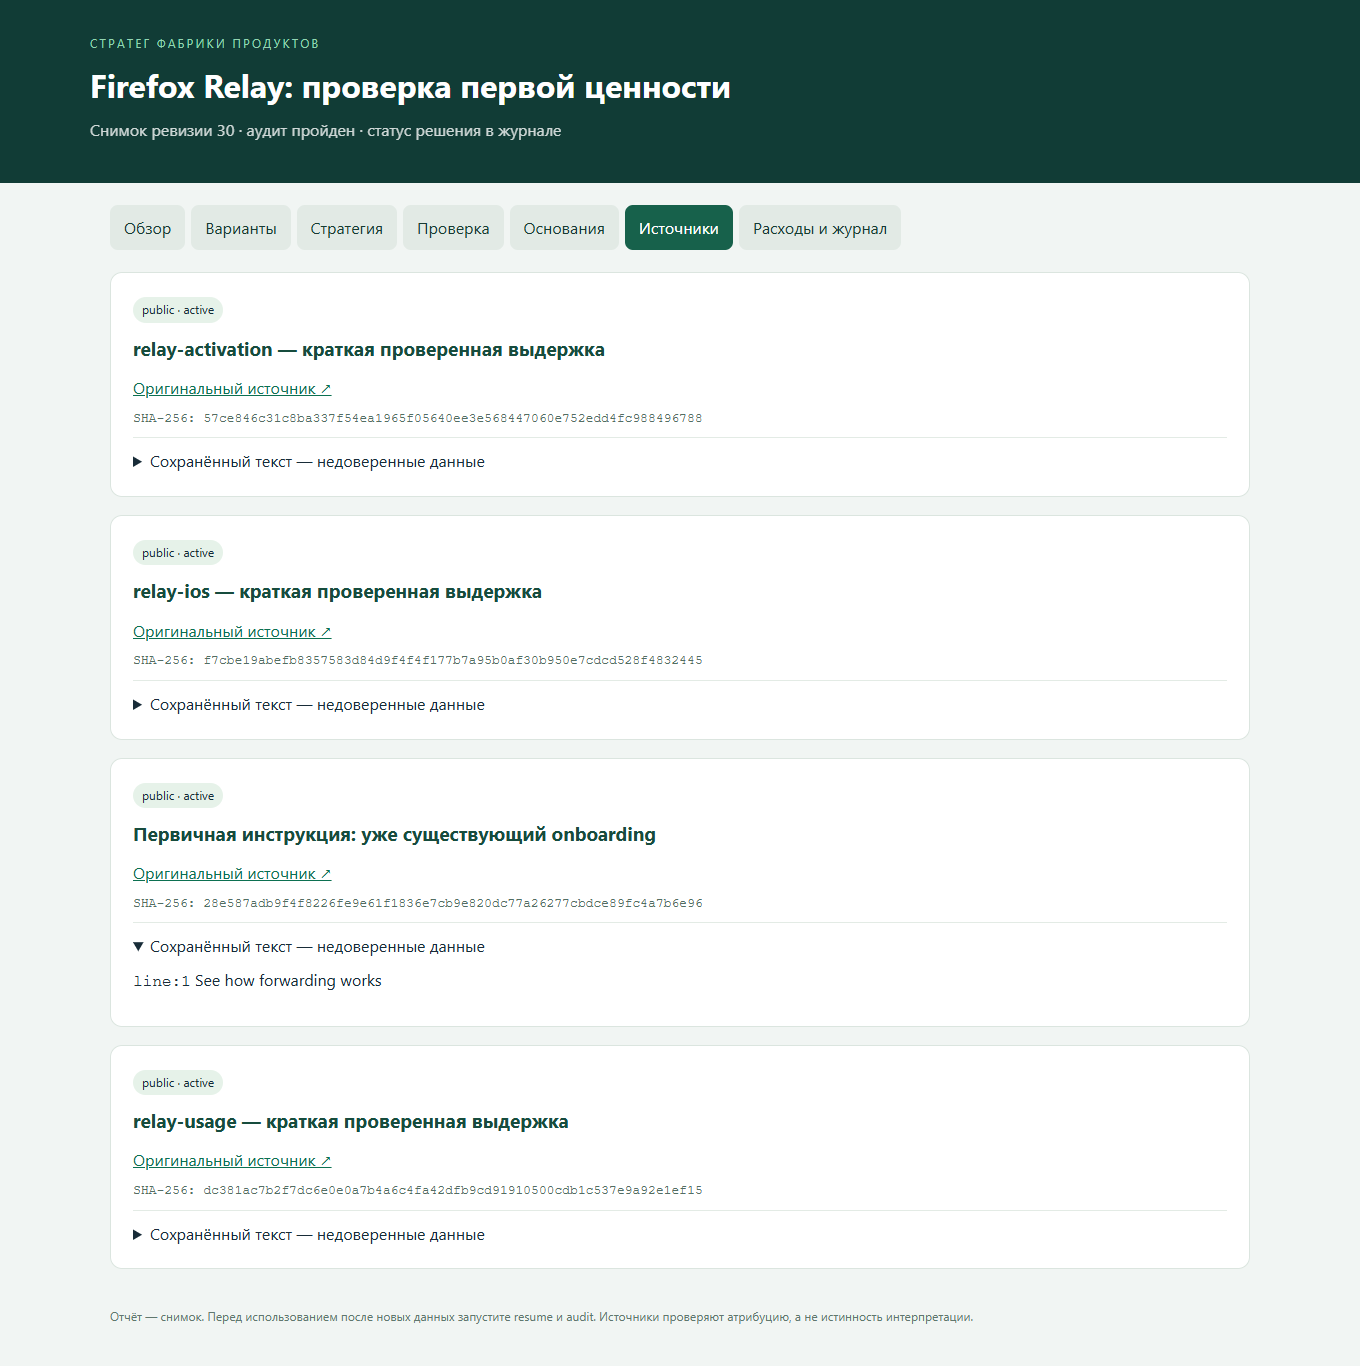 СТРАТЕГ ФАБРИКИ ПРОДУКТОВ
Firefox Relay: проверка первой ценности
Снимок ревизии 30 · аудит пройден · статус решения в журнале
Обзор
Варианты
Стратегия
Проверка
Основания
Источники
Расходы и журнал
public · active
relay-activation — краткая проверенная выдержка
Оригинальный источник ↗
SHA-256: 57ce846c31c8ba337f54ea1965f05640ee3e568447060e752edd4fc988496788
▶ Сохранённый текст — недоверенные данные
public · active
relay-ios — краткая проверенная выдержка
Оригинальный источник ↗
SHA-256: f7cbe19abefb8357583d84d9f4f4f177b7a95b0af30b950e7cdcd528f4832445
▶ Сохранённый текст — недоверенные данные
public · active
Первичная инструкция: уже существующий onboarding
Оригинальный источник ↗
SHA-256: 28e587adb9f4f8226fe9e61f1836e7cb9e820dc77a26277cbdce89fc4a7b6e96
▼ Сохранённый текст — недоверенные данные
line:1 See how forwarding works
public · active
relay-usage — краткая проверенная выдержка
Оригинальный источник ↗
SHA-256: dc381ac7b2f7dc6e0e0a7b4a6c4fa42dfb9cd91910500cdb1c537e9a92e1ef15
▶ Сохранённый текст — недоверенные данные
Отчёт — снимок. Перед использованием после новых данных запустите resume и audit. Источники проверяют атрибуцию, а не истинность интерпретации.